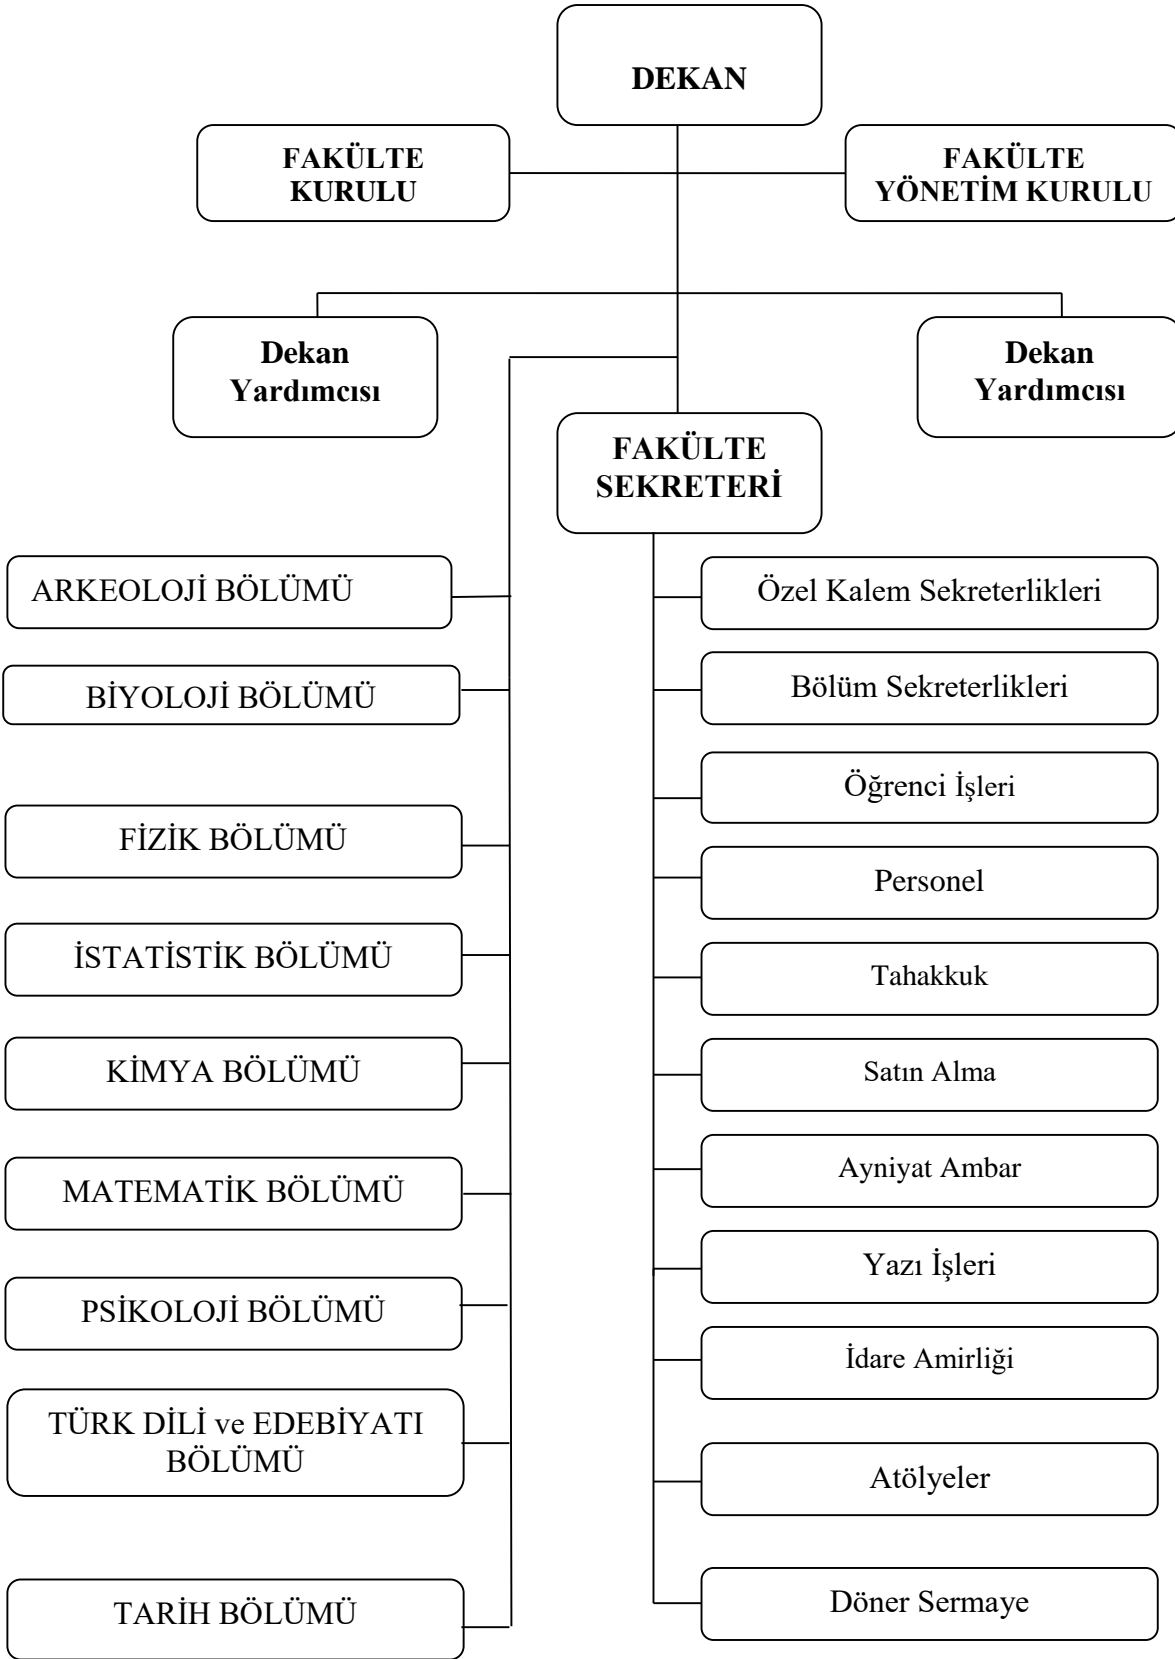 DEKAN
FAKÜLTE
KURULU
FAKÜLTE
YÖNETİM KURULU
Dekan
Yardımcısı
Dekan
Yardımcısı
FAKÜLTE
SEKRETERİ
ARKEOLOJİ BÖLÜMÜ
BİYOLOJİ BÖLÜMÜ
FİZİK BÖLÜMÜ
İSTATİSTİK BÖLÜMÜ
KİMYA BÖLÜMÜ
MATEMATİK BÖLÜMÜ
PSİKOLOJİ BÖLÜMÜ
TÜRK DİLİ ve EDEBİYATI
BÖLÜMÜ
TARİH BÖLÜMÜ
Özel Kalem Sekreterlikleri
Bölüm Sekreterlikleri
Öğrenci İşleri
Personel
Tahakkuk
Satın Alma
Ayniyat Ambar
Yazı İşleri
İdare Amirliği
Atölyeler
Döner Sermaye